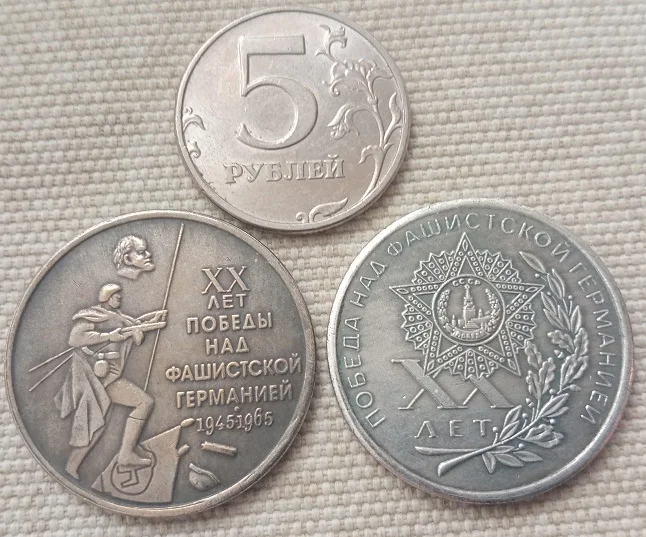 5
РУБЛЕЙ
XX
ЛЕТ
ПОБЕДЫ
НАД
ФАШИСТСКОЙ
ГЕРМАНИЕЙ
1945•1965
ПОБЕДА НАД ФАШИСТСКОЙ ГЕРМАНИЕЙ
СССР
XX
ЛЕТ